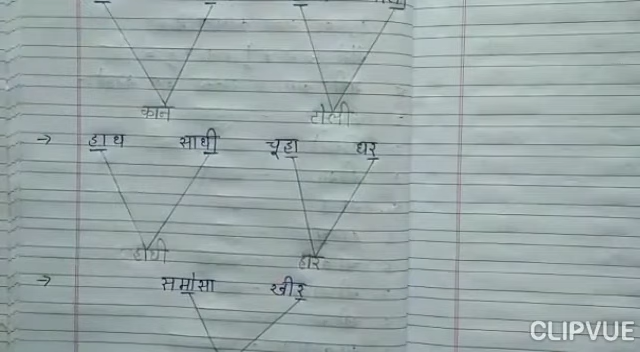 कान टोली
→ हाथ साथी चूहा घर
हाथी हार
→ समोसा खीर
CLIPVUE